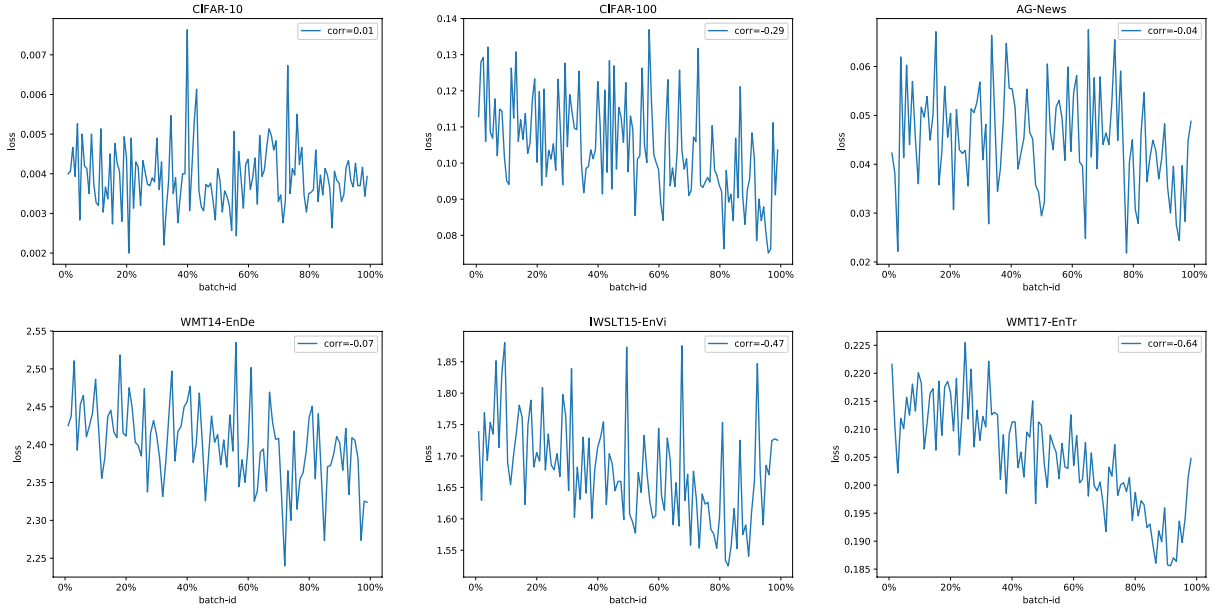 CIFAR-10
corr=0.01
loss
0.007
0.006
0.005
0.004
0.003
0.002
0% 20% 40% 60% 80% 100%
batch-id
CIFAR-100
corr=-0.29
loss
0.14
0.13
0.12
0.11
0.10
0.09
0.08
0% 20% 40% 60% 80% 100%
batch-id
AG-News
corr=-0.04
loss
0.06
0.05
0.04
0.03
0.02
0% 20% 40% 60% 80% 100%
batch-id
WMT14-EnDe
corr=-0.07
loss
2.55
2.50
2.45
2.40
2.35
2.30
2.25
0% 20% 40% 60% 80% 100%
batch-id
IWSLT15-EnVi
corr=-0.47
loss
1.85
1.80
1.75
1.70
1.65
1.60
1.55
0% 20% 40% 60% 80% 100%
batch-id
WMT17-EnTr
corr=-0.64
loss
0.225
0.220
0.215
0.210
0.205
0.200
0.195
0.190
0.185
0% 20% 40% 60% 80% 100%
batch-id